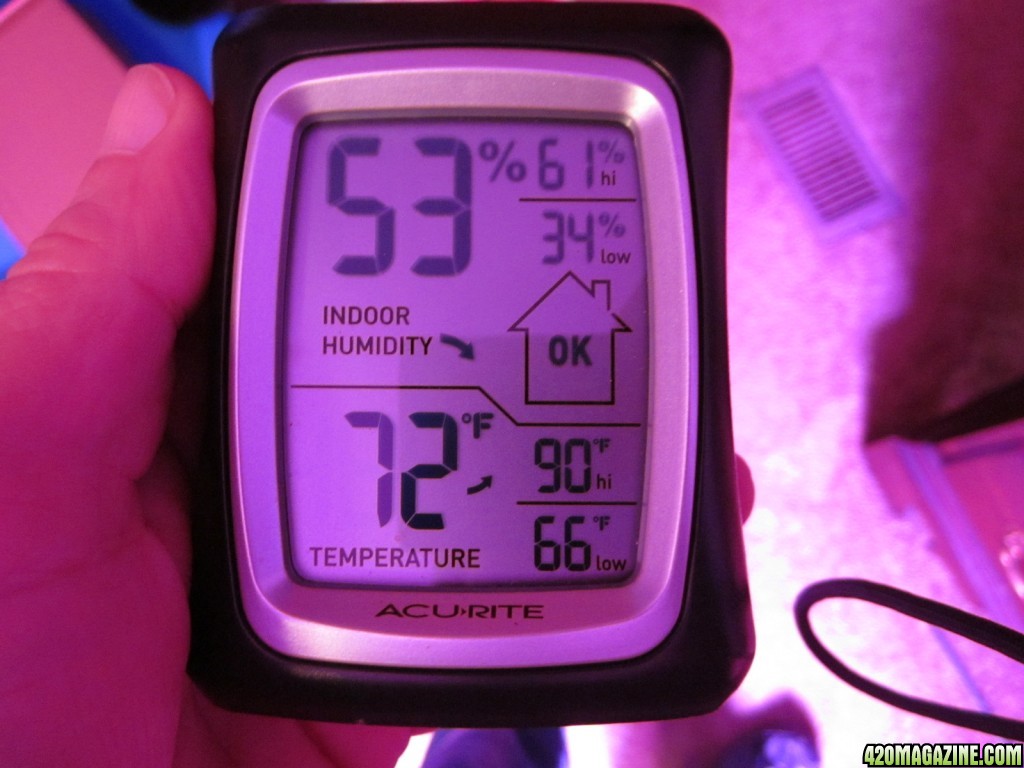 53% 61% hi
34% low
INDOOR
HUMIDITY
OK
72°F 90°F hi
66°F low
TEMPERATURE
ACU›RITE
420MAGAZINE.COM